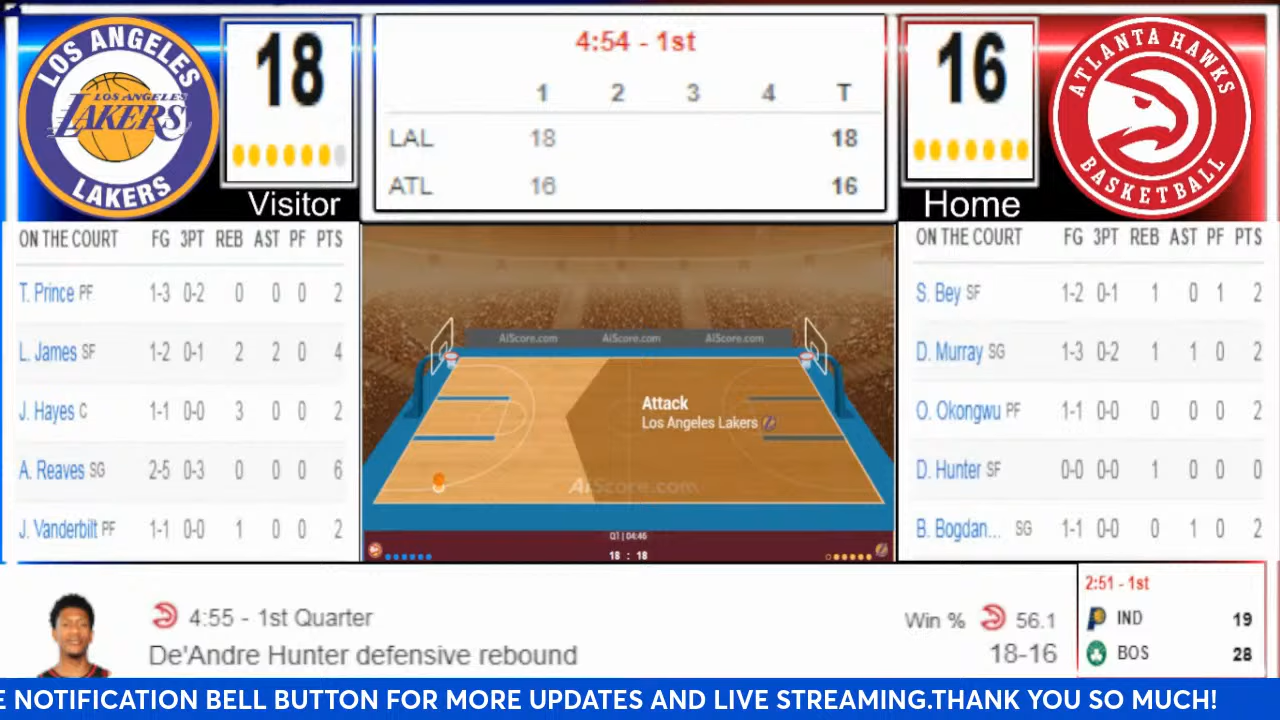 LOS ANGELES
LOS ANGELES
LAKERS
LAKERS
18
Visitor
4:54 - 1st
1 2 3 4 T
LAL 18 18
ATL 16 16
16
Home
ATLANTA HAWKS
BASKETBALL
ON THE COURT FG 3PT REB AST PF PTS
T. Prince PF 1-3 0-2 0 0 0 2
L. James SF 1-2 0-1 2 2 0 4
J. Hayes C 1-1 0-0 3 0 0 2
A. Reaves SG 2-5 0-3 0 0 0 6
J. Vanderbilt PF 1-1 0-0 1 0 0 2
AiScore.com AiScore.com AiScore.com
Attack
Los Angeles Lakers
AiScore.com
Q1 | 04:46
18 : 18
ON THE COURT FG 3PT REB AST PF PTS
S. Bey SF 1-2 0-1 1 0 1 2
D. Murray SG 1-3 0-2 1 1 0 2
O. Okongwu PF 1-1 0-0 0 0 0 2
D. Hunter SF 0-0 0-0 1 0 0 0
B. Bogdan... SG 1-1 0-0 0 1 0 2
4:55 - 1st Quarter
De'Andre Hunter defensive rebound
Win % 56.1
18-16
2:51 - 1st
IND 19
BOS 28
E NOTIFICATION BELL BUTTON FOR MORE UPDATES AND LIVE STREAMING.THANK YOU SO MUCH!